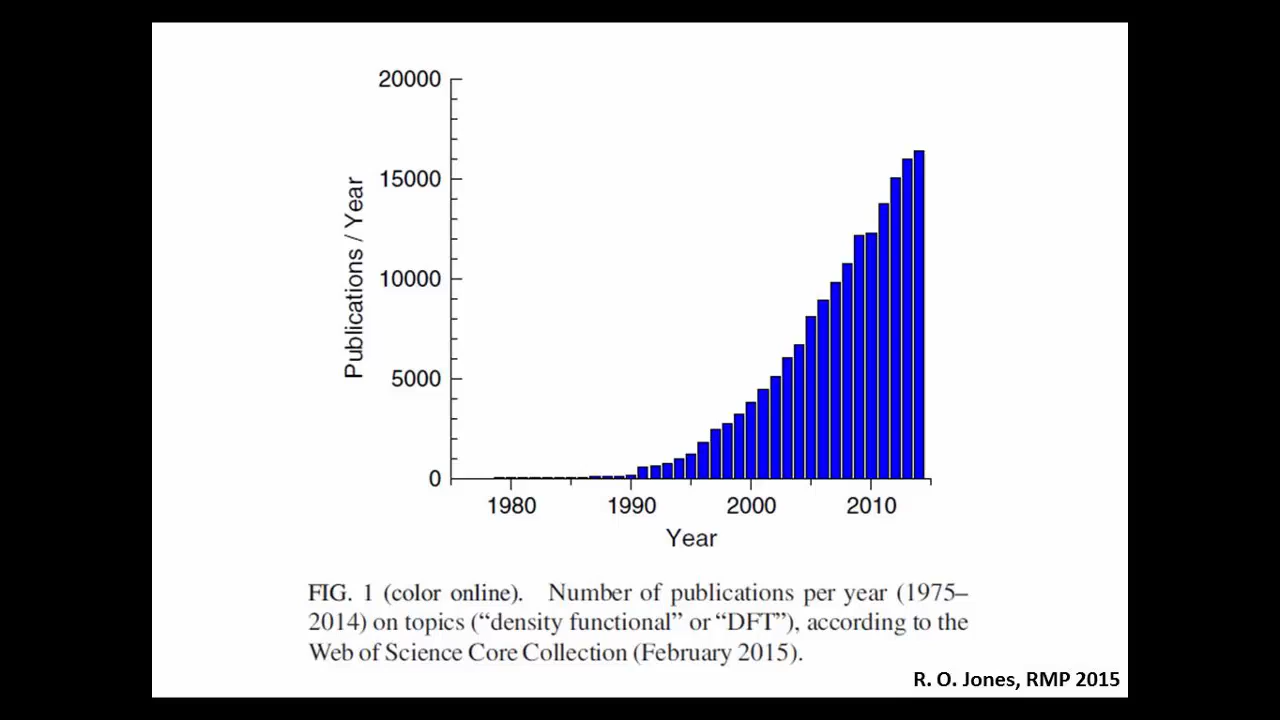 20000
15000
10000
5000
0
Publications / Year
1980 1990 2000 2010
Year
FIG. 1 (color online). Number of publications per year (1975–
2014) on topics (“density functional” or “DFT”), according to the
Web of Science Core Collection (February 2015).
R. O. Jones, RMP 2015